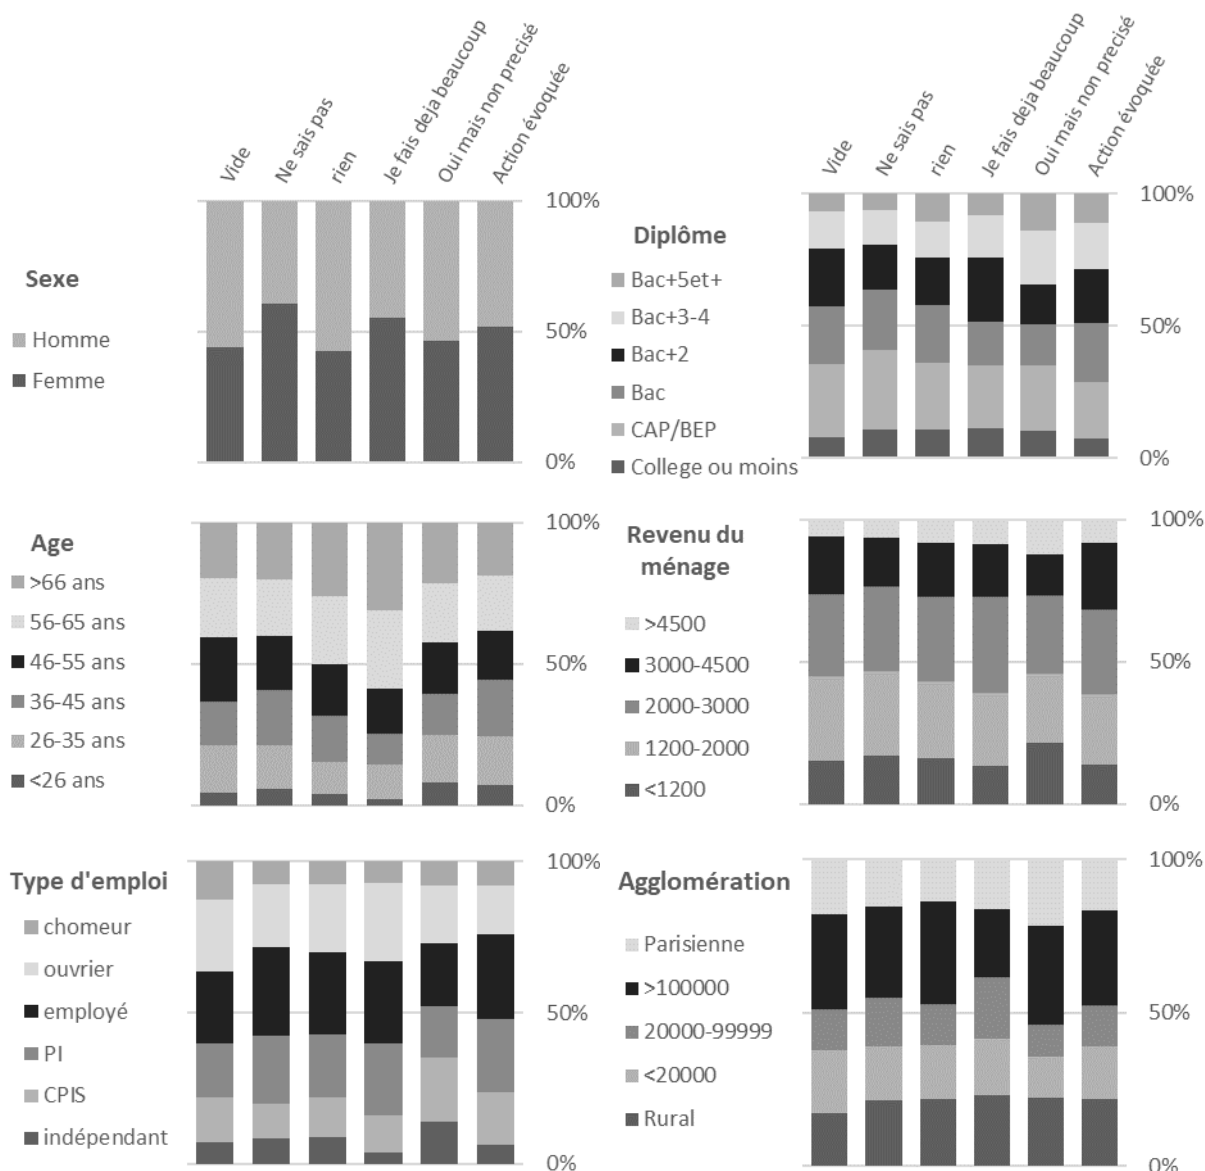 Vide
Ne sais pas
rien
Je fais deja beaucoup
Oui mais non precisé
Action évoquée
100%
50%
0%
Sexe
Homme
Femme
Vide
Ne sais pas
rien
Je fais deja beaucoup
Oui mais non precisé
Action évoquée
100%
50%
0%
Diplôme
Bac+5et+
Bac+3-4
Bac+2
Bac
CAP/BEP
College ou moins
Age
>66 ans
56-65 ans
46-55 ans
36-45 ans
26-35 ans
<26 ans
100%
50%
0%
Revenu du
ménage
>4500
3000-4500
2000-3000
1200-2000
<1200
100%
50%
0%
Type d'emploi
chomeur
ouvrier
employé
PI
CPIS
indépendant
100%
50%
0%
Agglomération
Parisienne
>100000
20000-99999
<20000
Rural
100%
50%
0%